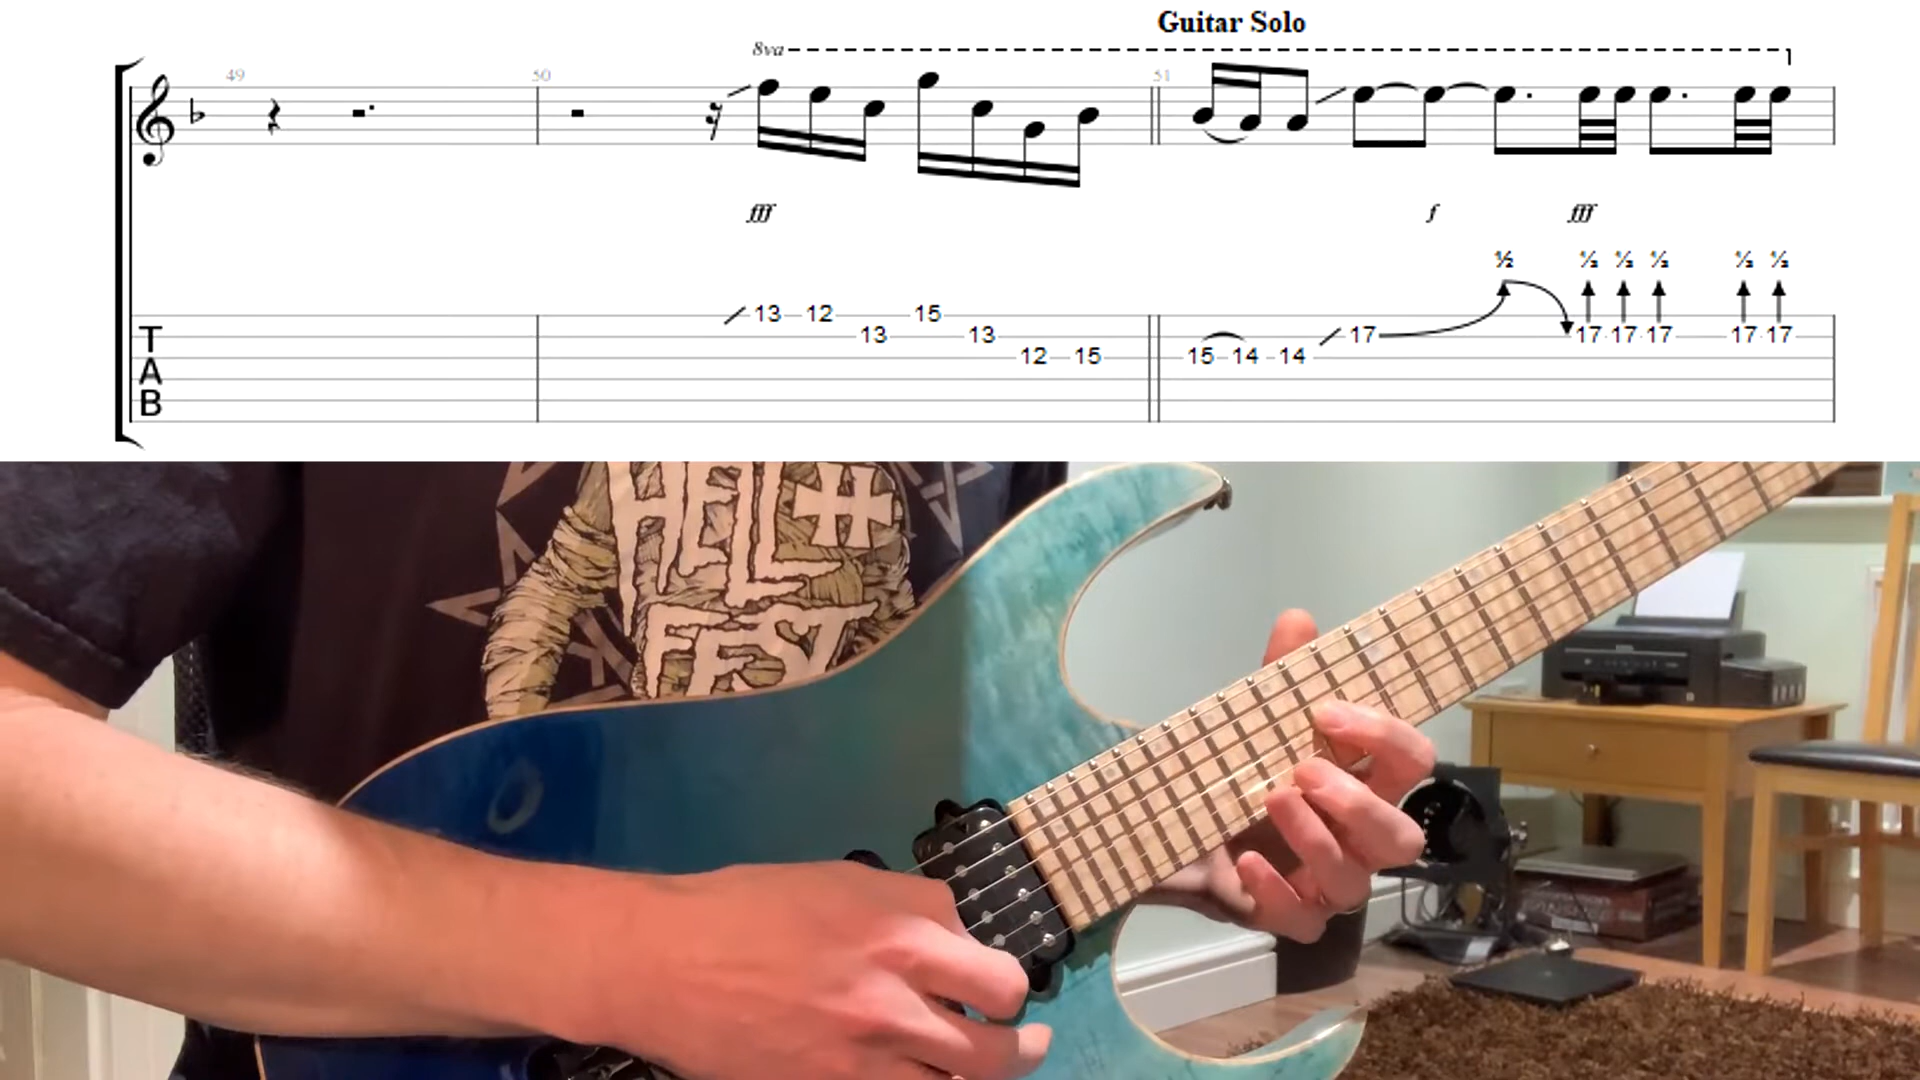 Guitar Solo
49 50 8va 51
fff f fff
½ ½ ½ ½ ½ ½
13 12 15
T 13 13 17 17 17 17 17 17
A 12 15 15 14 14
B
HELL
FEST